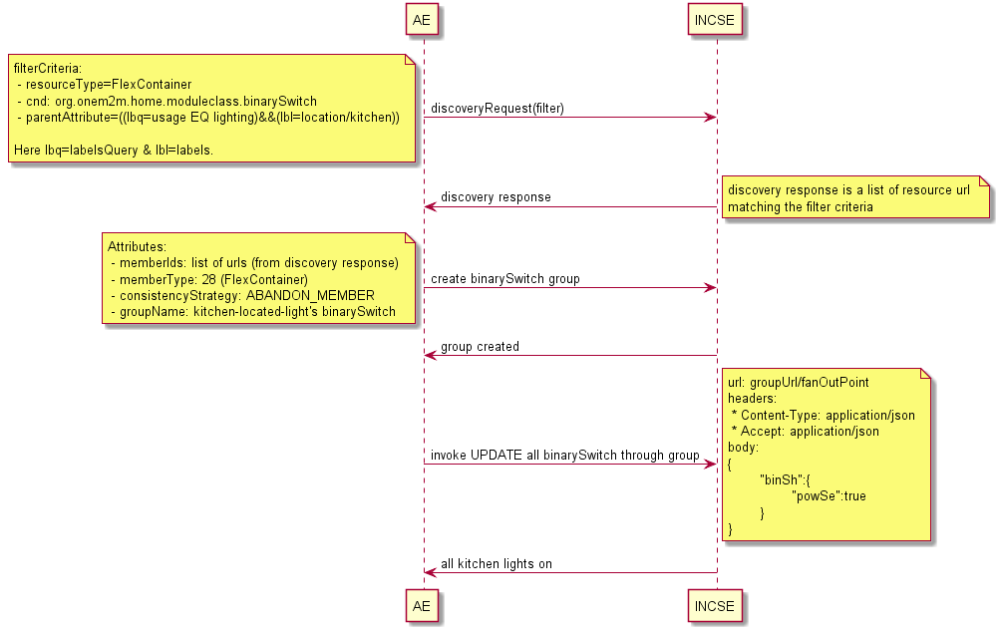 AE
INCSE
filterCriteria:
- resourceType=FlexContainer
- cnd: org.onem2m.home.moduleclass.binarySwitch
- parentAttribute=((lbq=usage EQ lighting)&&(lbl=location/kitchen))
Here lbq=labelsQuery & lbl=labels.
discoveryRequest(filter)
discovery response
discovery response is a list of resource url
matching the filter criteria
Attributes:
- memberIds: list of urls (from discovery response)
- memberType: 28 (FlexContainer)
- consistencyStrategy: ABANDON_MEMBER
- groupName: kitchen-located-light's binarySwitch
create binarySwitch group
group created
url: groupUrl/fanOutPoint
headers:
* Content-Type: application/json
* Accept: application/json
body:
{
"binSh":{
"powSe":true
}
}
invoke UPDATE all binarySwitch through group
all kitchen lights on
AE
INCSE